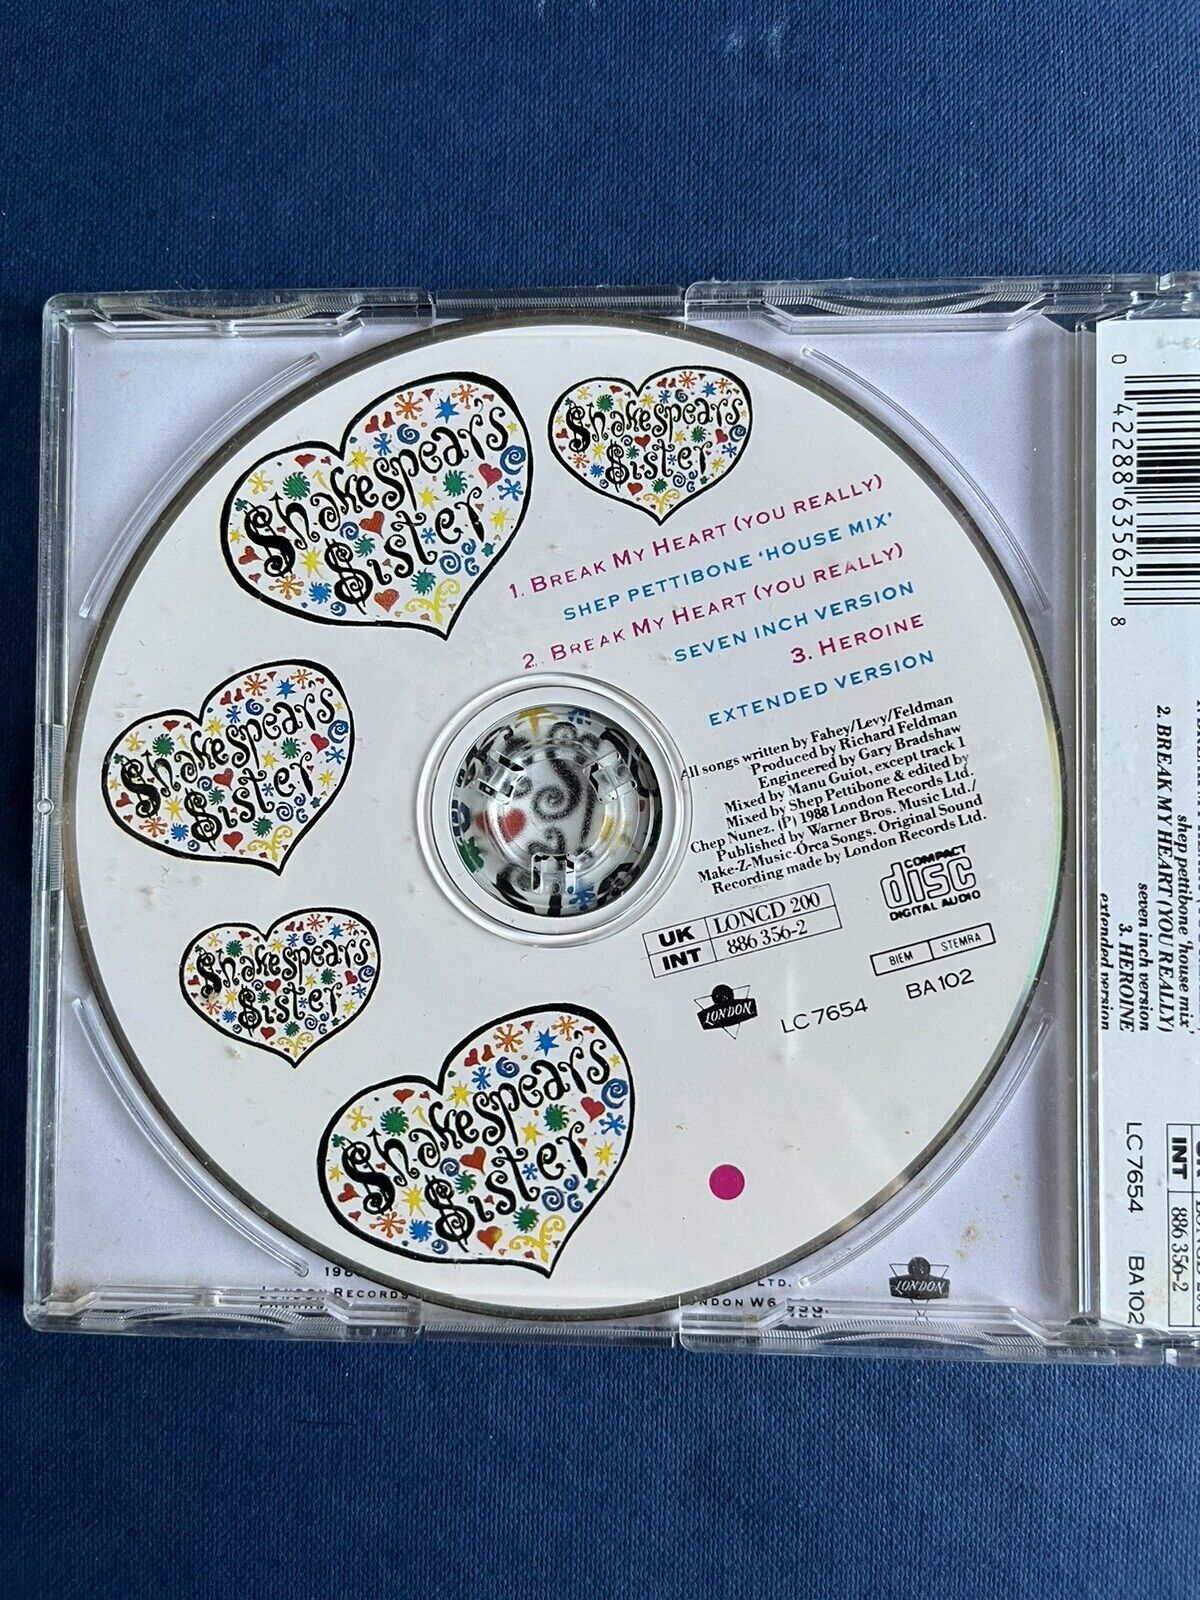 Shakespear's
Sister
Shakespear's
Sister
Shakespear's
Sister
Shakespear's
Sister
Shakespear's
Sister
1. BREAK MY HEART (YOU REALLY)
SHEP PETTIBONE 'HOUSE MIX'
2. BREAK MY HEART (YOU REALLY)
SEVEN INCH VERSION
3. HEROINE
EXTENDED VERSION
All songs written by Fahey/Levy/Feldman
Produced by Richard Feldman
Engineered by Gary Bradshaw
Mixed by Manu Guiot, except track 1
Mixed by Shep Pettibone & edited by
Chep Nunez. (P) 1988 London Records Ltd.
Published by Warner Bros. Music Ltd./
Make-Z-Music-Orca Songs. Original Sound
Recording made by London Records Ltd.
UK LONCD 200
INT 886 356-2
COMPACT
disc
DIGITAL AUDIO
BIEM STEMRA
LONDON
LC 7654
BA 102
LTD.
LONDON RECORDS
LONDON W6
LONDON
0 42288 63562 8
shep pettibone 'house mix'
2. BREAK MY HEART (YOU REALLY)
seven inch version
3. HEROINE
extended version
INT 886 356-2
LC 7654 BA 102